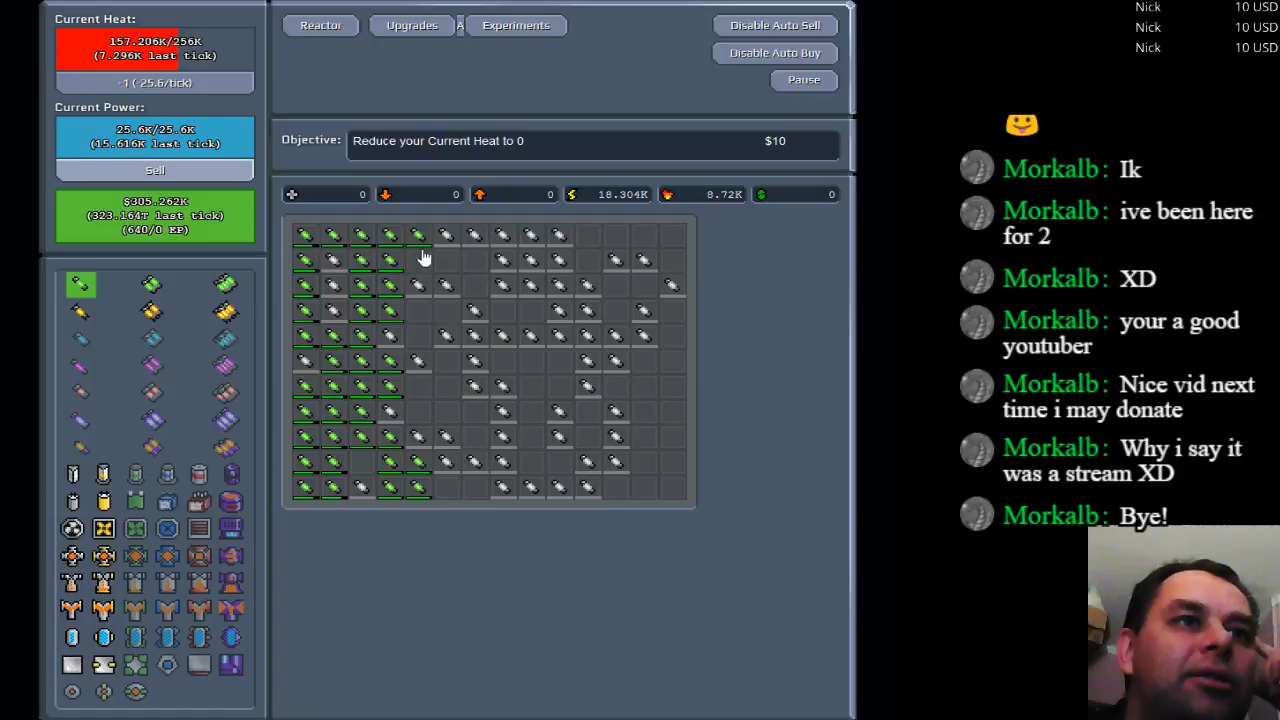 Current Heat:
157.206K/256K
(7.296K last tick)
-1 (-25.6/tick)
Current Power:
25.6K/25.6K
(15.616K last tick)
Sell
$305.262K
(323.164T last tick)
(640/0 EP)
Reactor
Upgrades
A
Experiments
Disable Auto Sell
Disable Auto Buy
Pause
Objective:
Reduce your Current Heat to 0
$10
0
0
0
18.304K
8.72K
0
Nick 10 USD
Nick 10 USD
Nick 10 USD
Morkalb: Ik
Morkalb: ive been here
for 2
Morkalb: XD
Morkalb: your a good
youtuber
Morkalb: Nice vid next
time i may donate
Morkalb: Why i say it
was a stream XD
Morkalb: Bye!